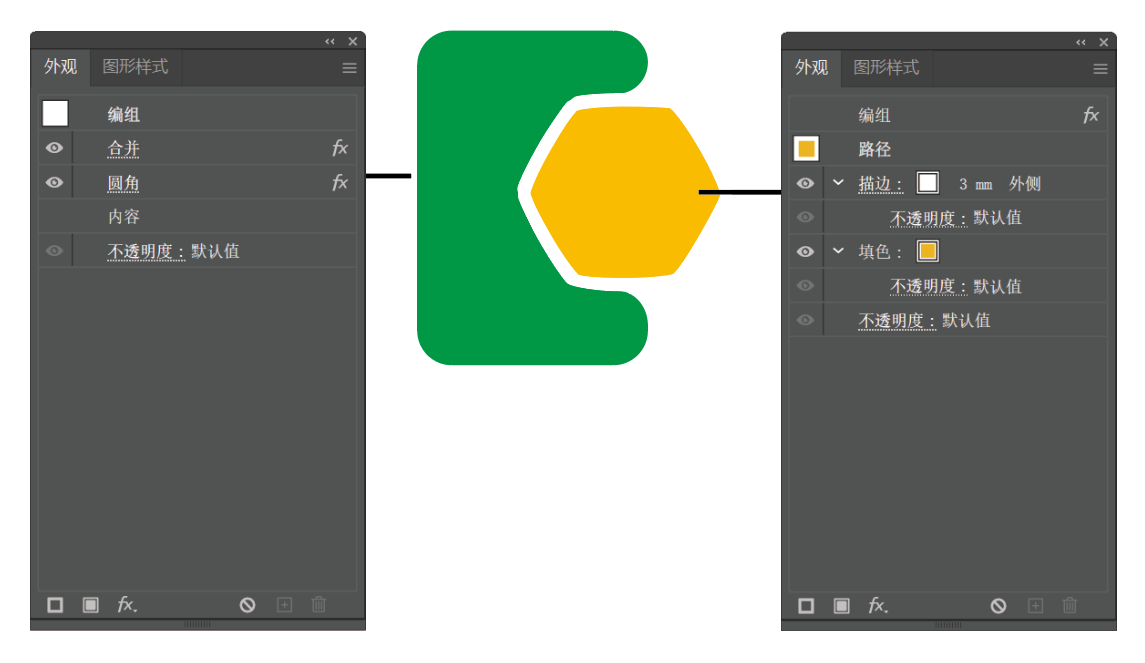 外观 图形样式
编组
合并 fx
圆角 fx
内容
不透明度：默认值
fx.
外观 图形样式
编组 fx
路径
描边： 3 mm 外侧
不透明度：默认值
填色：
不透明度：默认值
不透明度：默认值
fx.